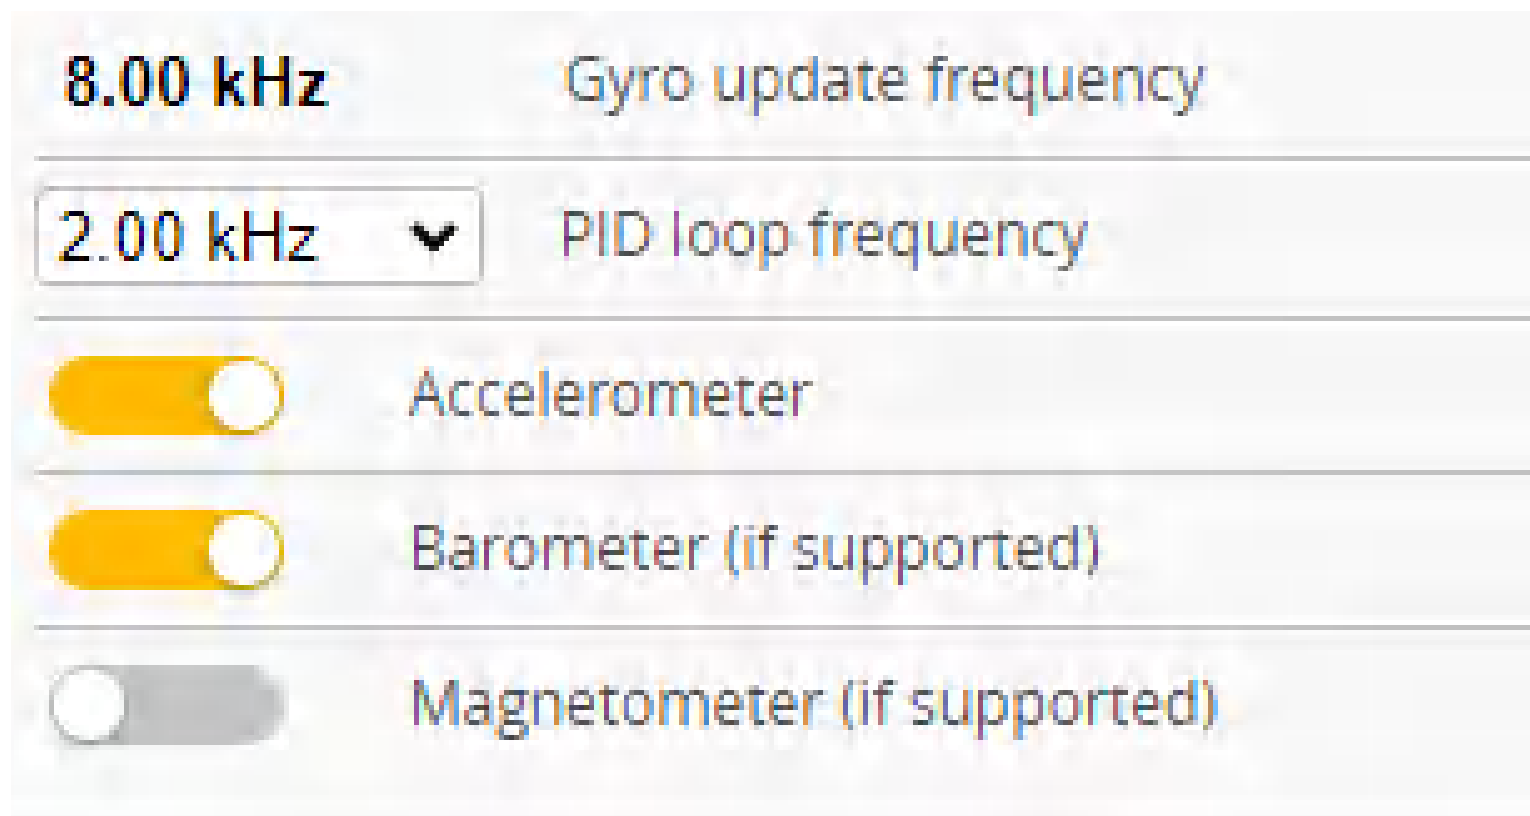 8.00 kHz Gyro update frequency
2.00 kHz PID loop frequency
Accelerometer
Barometer (if supported)
Magnetometer (if supported)